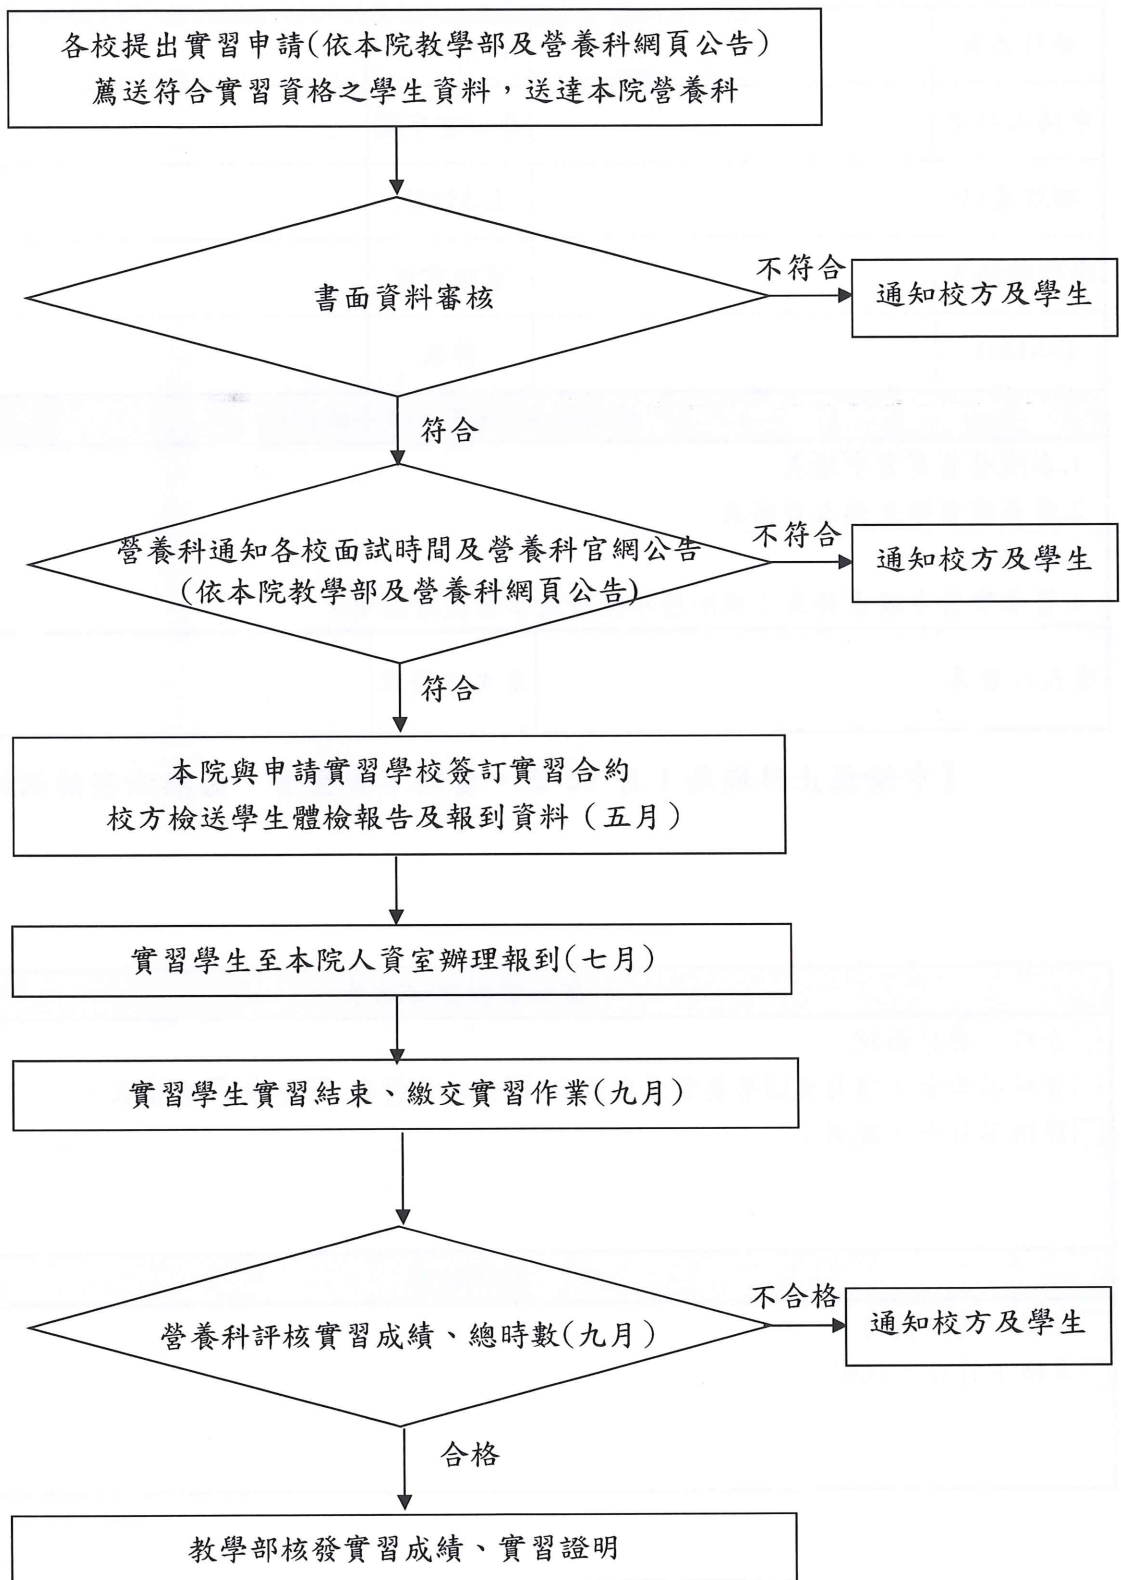 各校提出實習申請(依本院教學部及營養科網頁公告)
薦送符合實習資格之學生資料，送達本院營養科
書面資料審核
不符合
通知校方及學生
符合
營養科通知各校面試時間及營養科官網公告
(依本院教學部及營養科網頁公告)
不符合
通知校方及學生
符合
本院與申請實習學校簽訂實習合約
校方檢送學生體檢報告及報到資料（五月）
實習學生至本院人資室辦理報到(七月)
實習學生實習結束、繳交實習作業(九月)
營養科評核實習成績、總時數(九月)
不合格
通知校方及學生
合格
教學部核發實習成績、實習證明